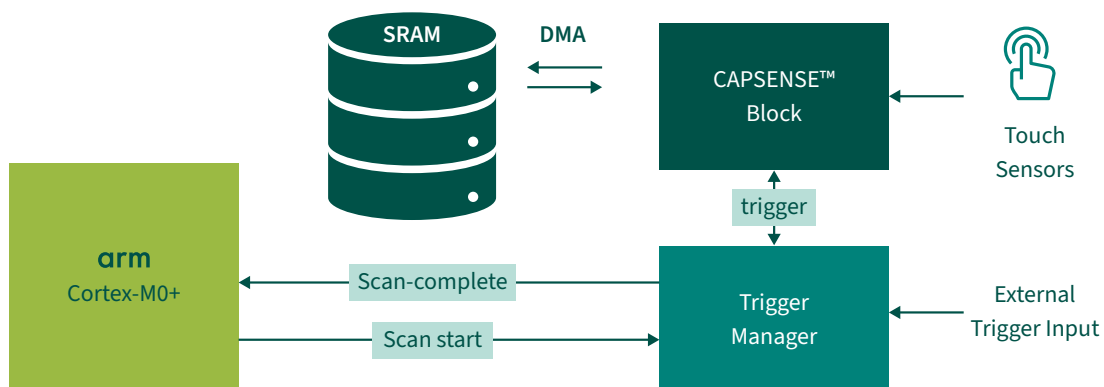 SRAM
DMA
CAPSENSE™
Block
Touch
Sensors
trigger
arm
Cortex-M0+
Scan-complete
Scan start
Trigger
Manager
External
Trigger Input